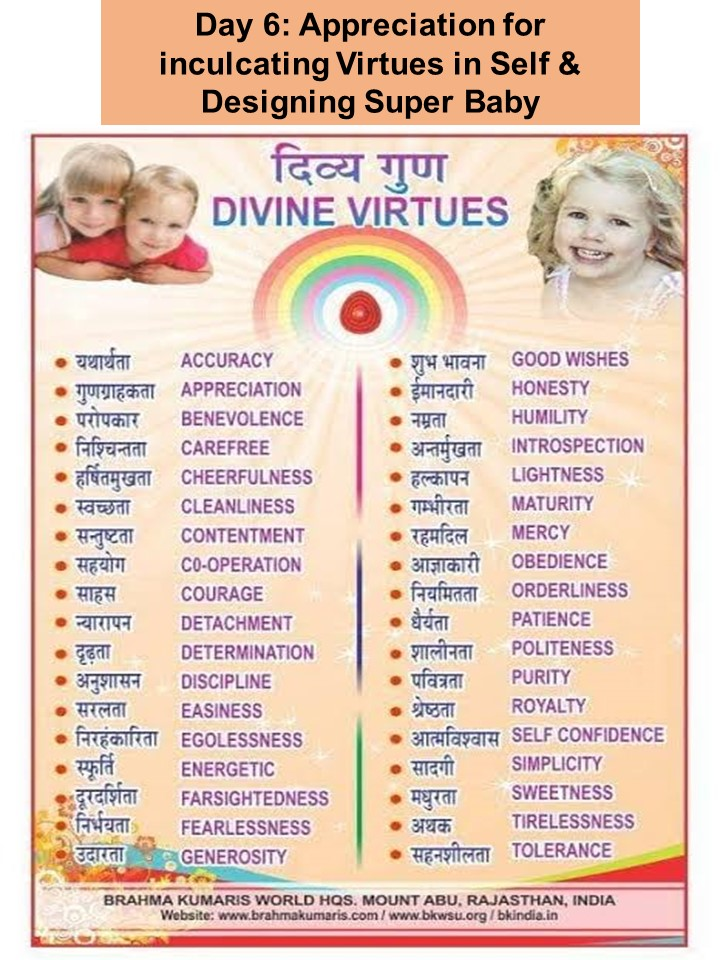 Day 6: Appreciation for
inculcating Virtues in Self &
Designing Super Baby
दिव्य गुण
DIVINE VIRTUES
• यथार्थता ACCURACY
• गुणग्राहकता APPRECIATION
• परोपकार BENEVOLENCE
• निश्चिन्तता CAREFREE
• हर्षितमुखता CHEERFULNESS
• स्वच्छता CLEANLINESS
• सन्तुष्टता CONTENTMENT
• सहयोग C0-OPERATION
• साहस COURAGE
• न्यारापन DETACHMENT
• दृढ़ता DETERMINATION
• अनुशासन DISCIPLINE
• सरलता EASINESS
• निरहंकारिता EGOLESSNESS
• स्फूर्ति ENERGETIC
• दूरदर्शिता FARSIGHTEDNESS
• निर्भयता FEARLESSNESS
• उदारता GENEROSITY
• शुभ भावना GOOD WISHES
• ईमानदारी HONESTY
• नम्रता HUMILITY
• अन्तर्मुखता INTROSPECTION
• हल्कापन LIGHTNESS
• गम्भीरता MATURITY
• रहमदिल MERCY
• आज्ञाकारी OBEDIENCE
• नियमितता ORDERLINESS
• धैर्यता PATIENCE
• शालीनता POLITENESS
• पवित्रता PURITY
• श्रेष्ठता ROYALTY
• आत्मविश्वास SELF CONFIDENCE
• सादगी SIMPLICITY
• मधुरता SWEETNESS
• अथक TIRELESSNESS
• सहनशीलता TOLERANCE
BRAHMA KUMARIS WORLD HQS. MOUNT ABU, RAJASTHAN, INDIA
Website: www.brahmakumaris.com / www.bkwsu.org / bkindia.in